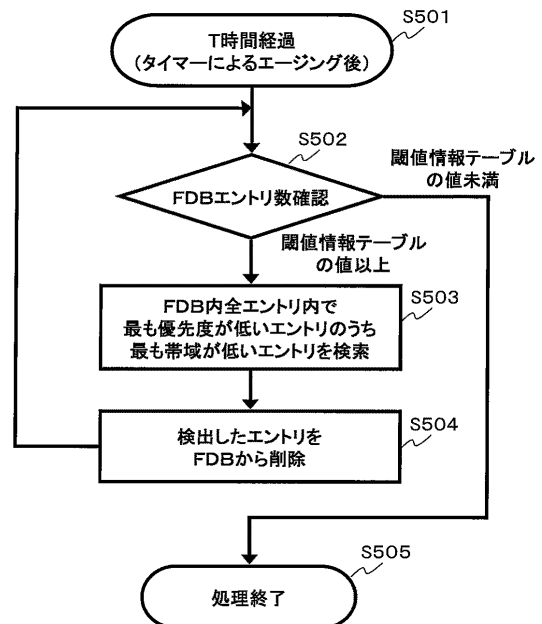 S501
T時間経過
(タイマーによるエージング後)
S502
FDBエントリ数確認
閾値情報テーブル
の値未満
閾値情報テーブル
の値以上
S503
FDB内全エントリ内で
最も優先度が低いエントリのうち
最も帯域が低いエントリを検索
S504
検出したエントリを
FDBから削除
S505
処理終了